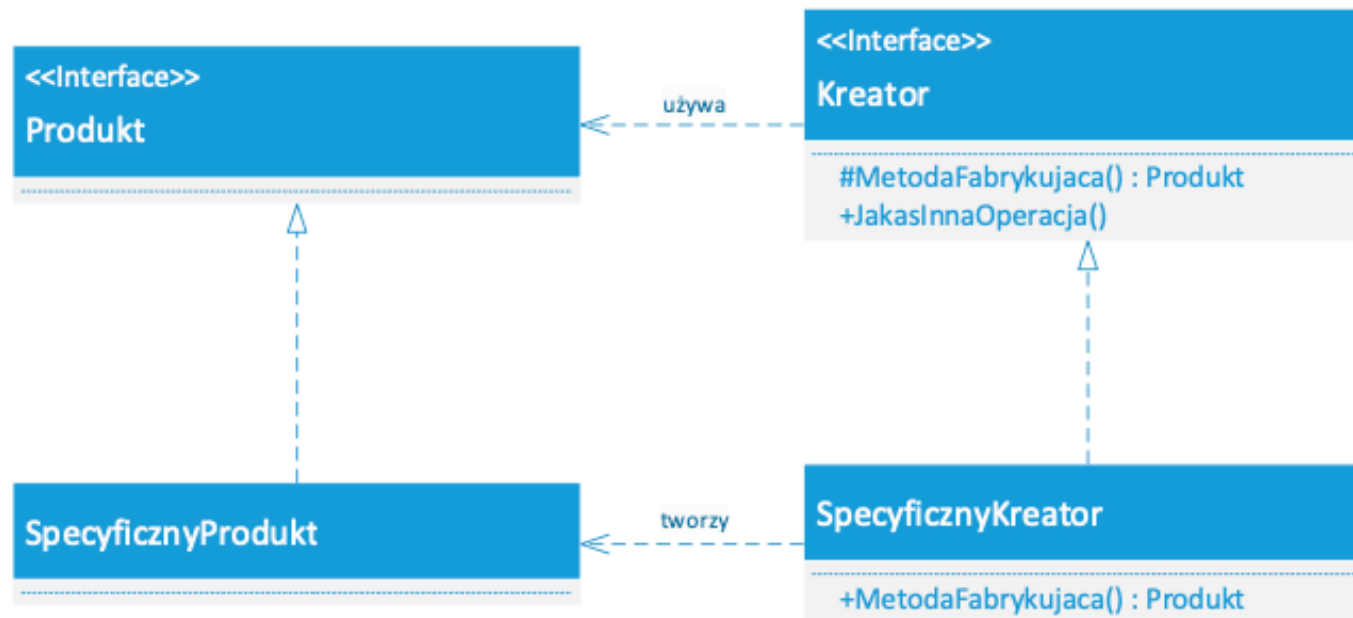 <<Interface>>
Produkt
używa
<<Interface>>
Kreator
#MetodaFabrykujaca() : Produkt
+JakasInnaOperacja()
SpecyficznyProdukt
tworzy
SpecyficznyKreator
+MetodaFabrykujaca() : Produkt